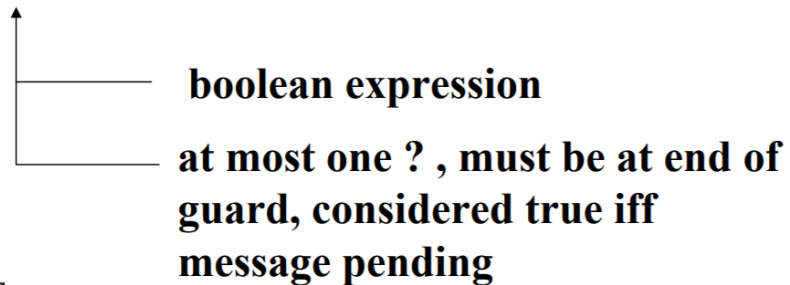 boolean expression
at most one ? , must be at end of
guard, considered true iff
message pending